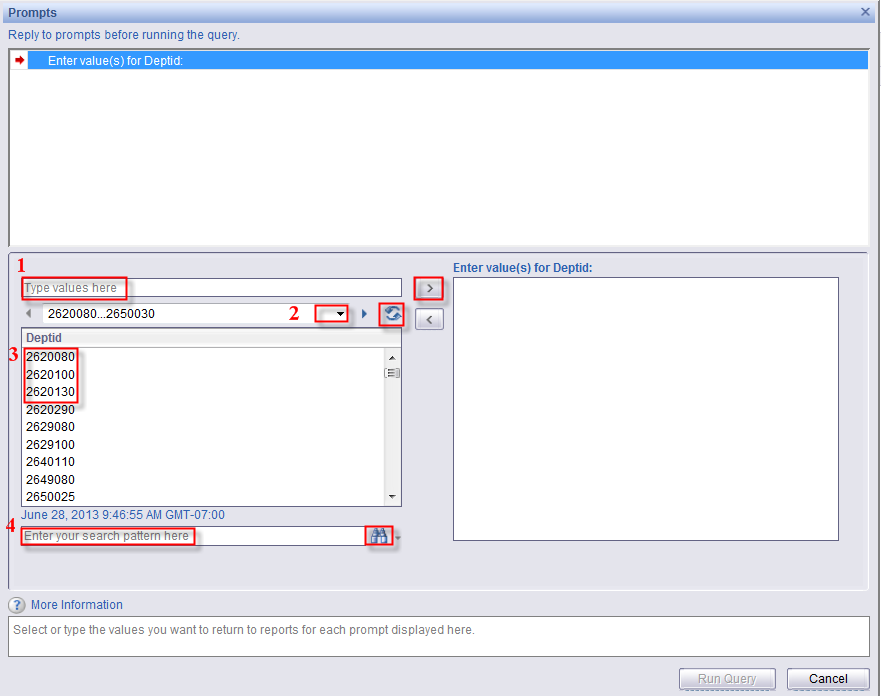 Prompts
Reply to prompts before running the query.
Enter value(s) for Deptid:
1
Enter value(s) for Deptid:
Type values here
>
2620080...2650030
2
<
Deptid
3
2620080
2620100
2620130
2620290
2629080
2629100
2640110
2649080
2650025
June 28, 2013 9:46:55 AM GMT-07:00
4
Enter your search pattern here
? More Information
Select or type the values you want to return to reports for each prompt displayed here.
Run Query Cancel